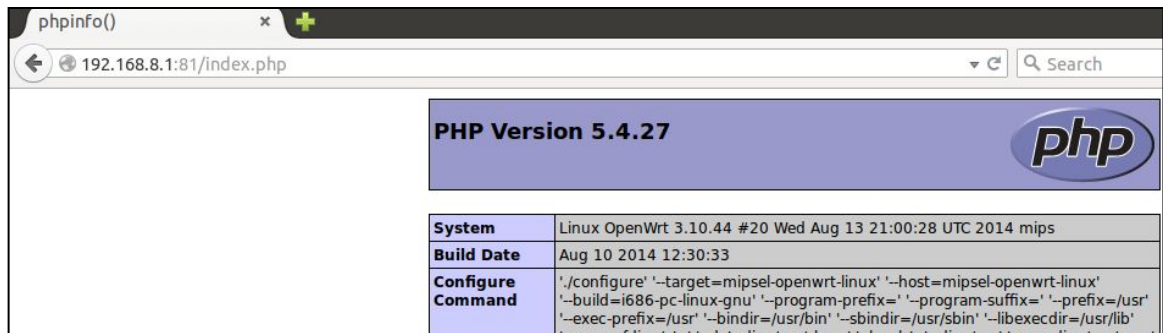 phpinfo()
192.168.8.1:81/index.php
Search
PHP Version 5.4.27
php
System Linux OpenWrt 3.10.44 #20 Wed Aug 13 21:00:28 UTC 2014 mips
Build Date Aug 10 2014 12:30:33
Configure './configure' '--target=mipsel-openwrt-linux' '--host=mipsel-openwrt-linux'
Command '--build=i686-pc-linux-gnu' '--program-prefix=' '--program-suffix=' '--prefix=/usr'
'--exec-prefix=/usr' '--bindir=/usr/bin' '--sbindir=/usr/sbin' '--libexecdir=/usr/lib'